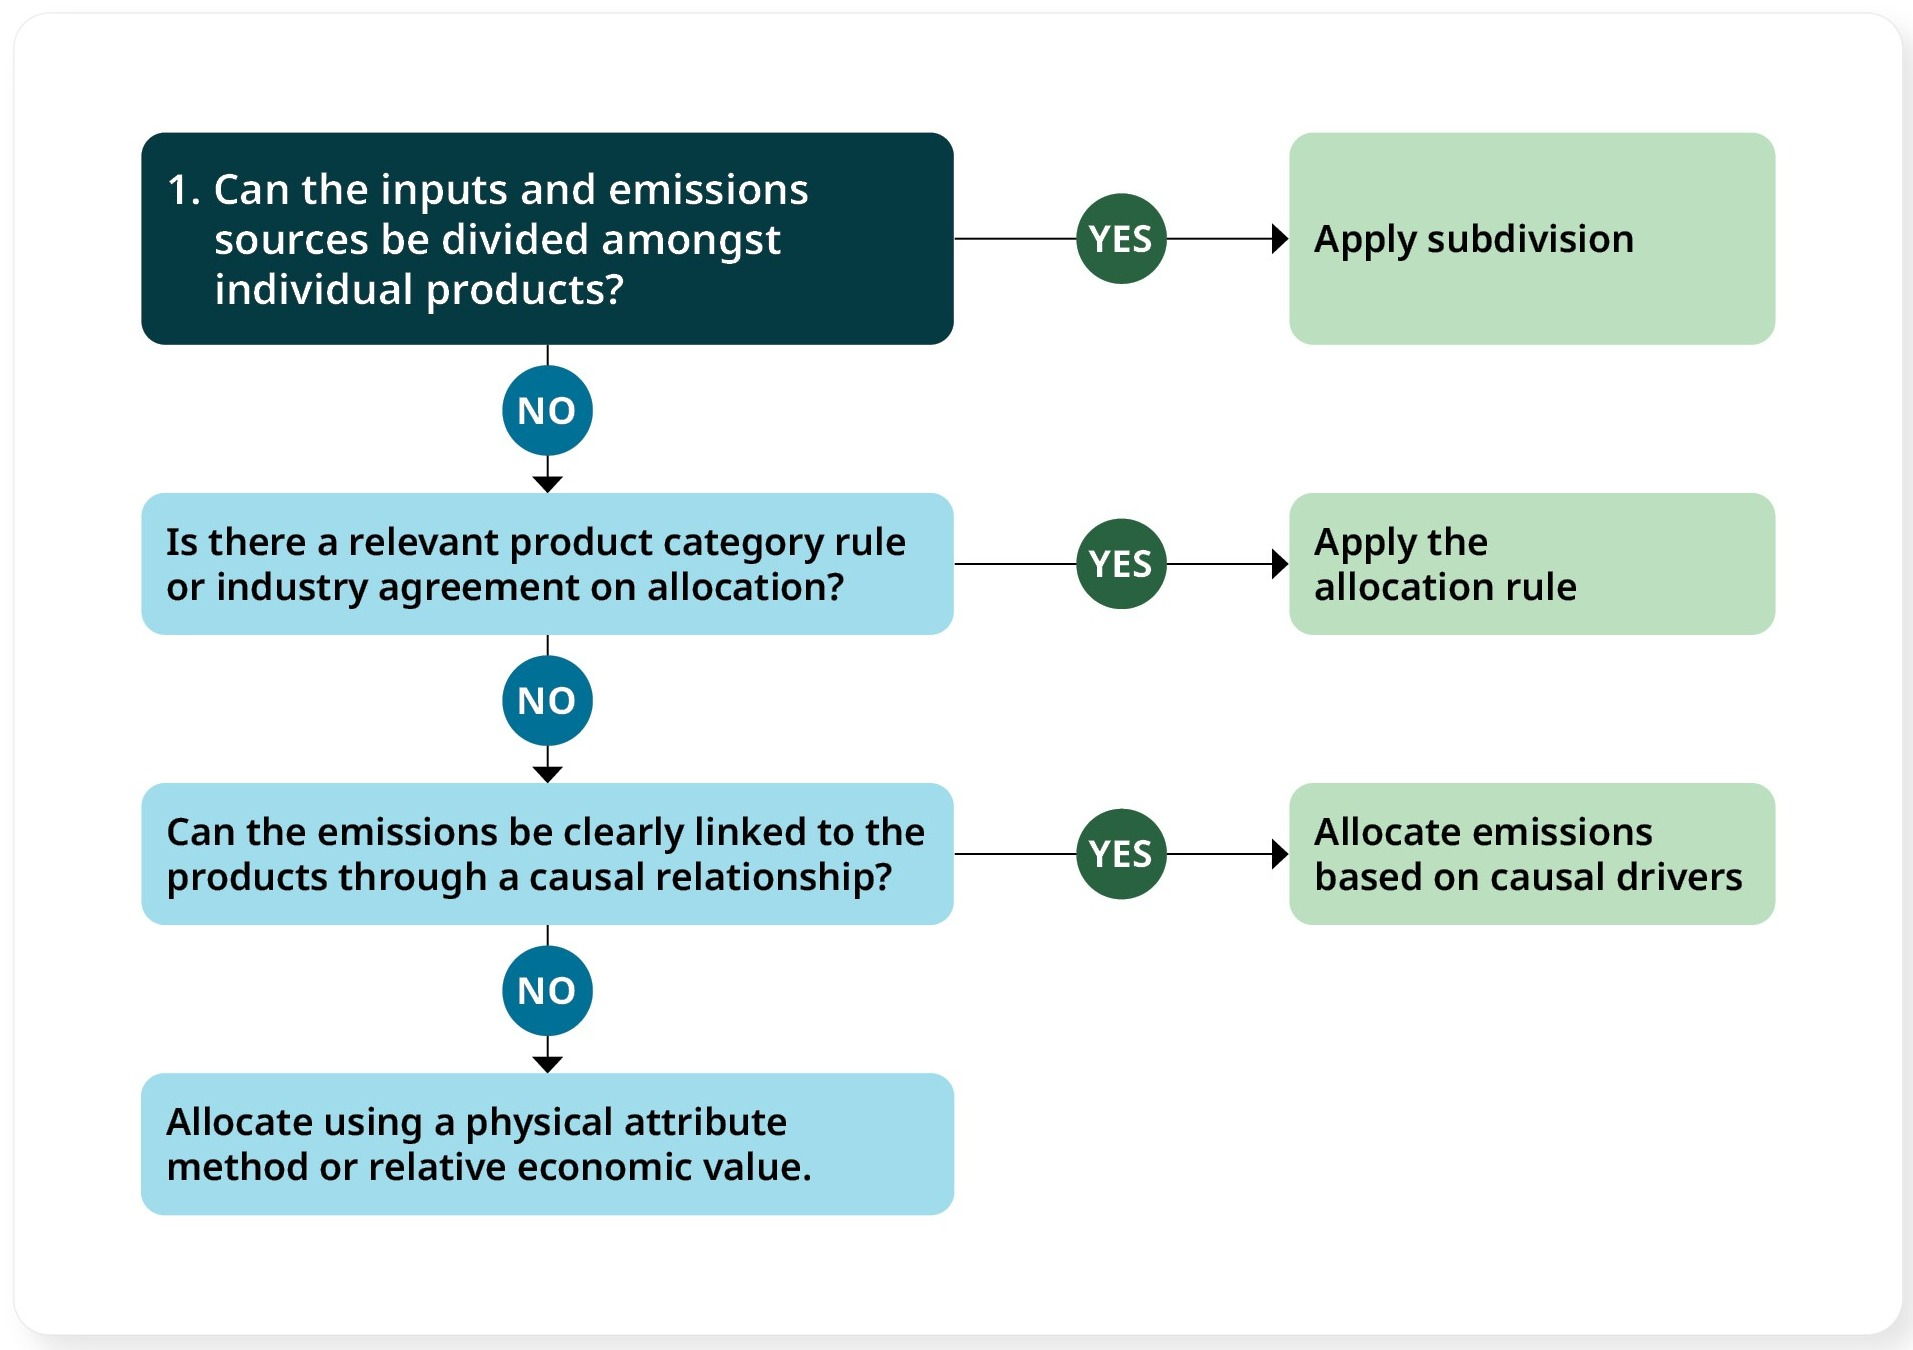 1. Can the inputs and emissions
sources be divided amongst
individual products?
YES
Apply subdivision
NO
Is there a relevant product category rule
or industry agreement on allocation?
YES
Apply the
allocation rule
NO
Can the emissions be clearly linked to the
products through a causal relationship?
YES
Allocate emissions
based on causal drivers
NO
Allocate using a physical attribute
method or relative economic value.